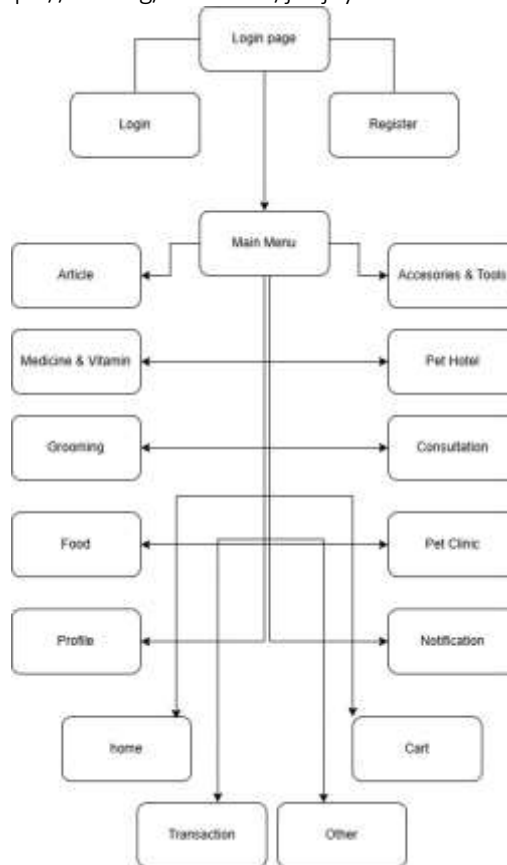 Login page
Login
Register
Main Menu
Article
Accesories & Tools
Medicine & Vitamin
Pet Hotel
Grooming
Consultation
Food
Pet Clinic
Profile
Notification
home
Cart
Transaction
Other